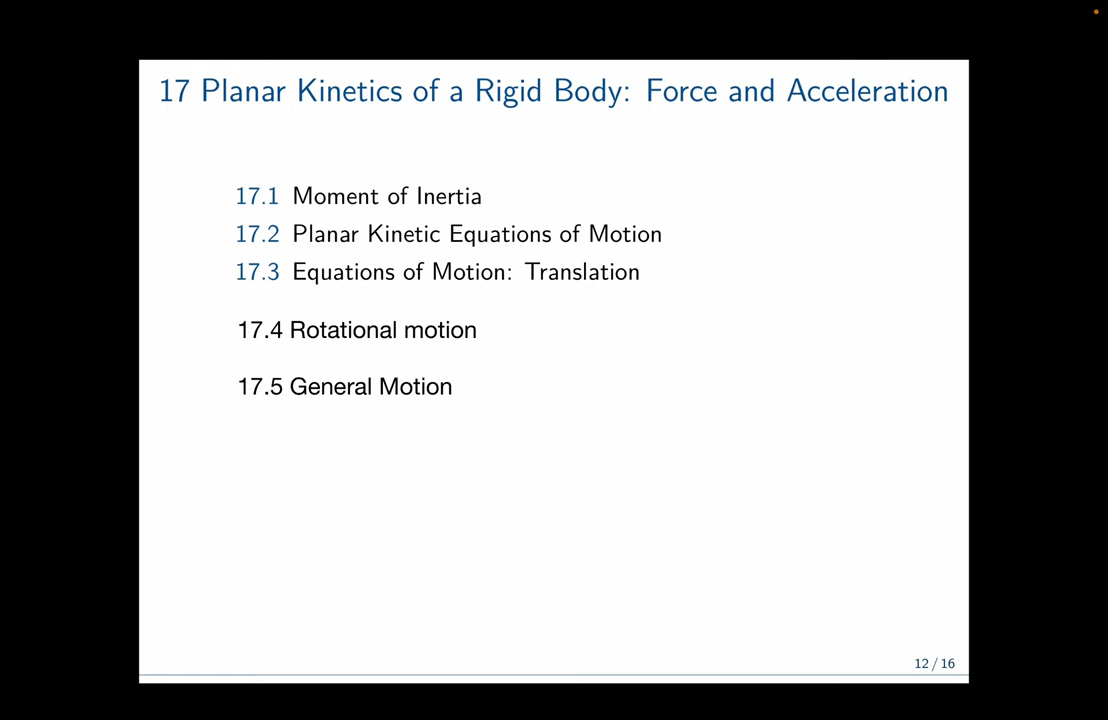 17 Planar Kinetics of a Rigid Body: Force and Acceleration
17.1 Moment of Inertia
17.2 Planar Kinetic Equations of Motion
17.3 Equations of Motion: Translation
17.4 Rotational motion
17.5 General Motion
12 / 16